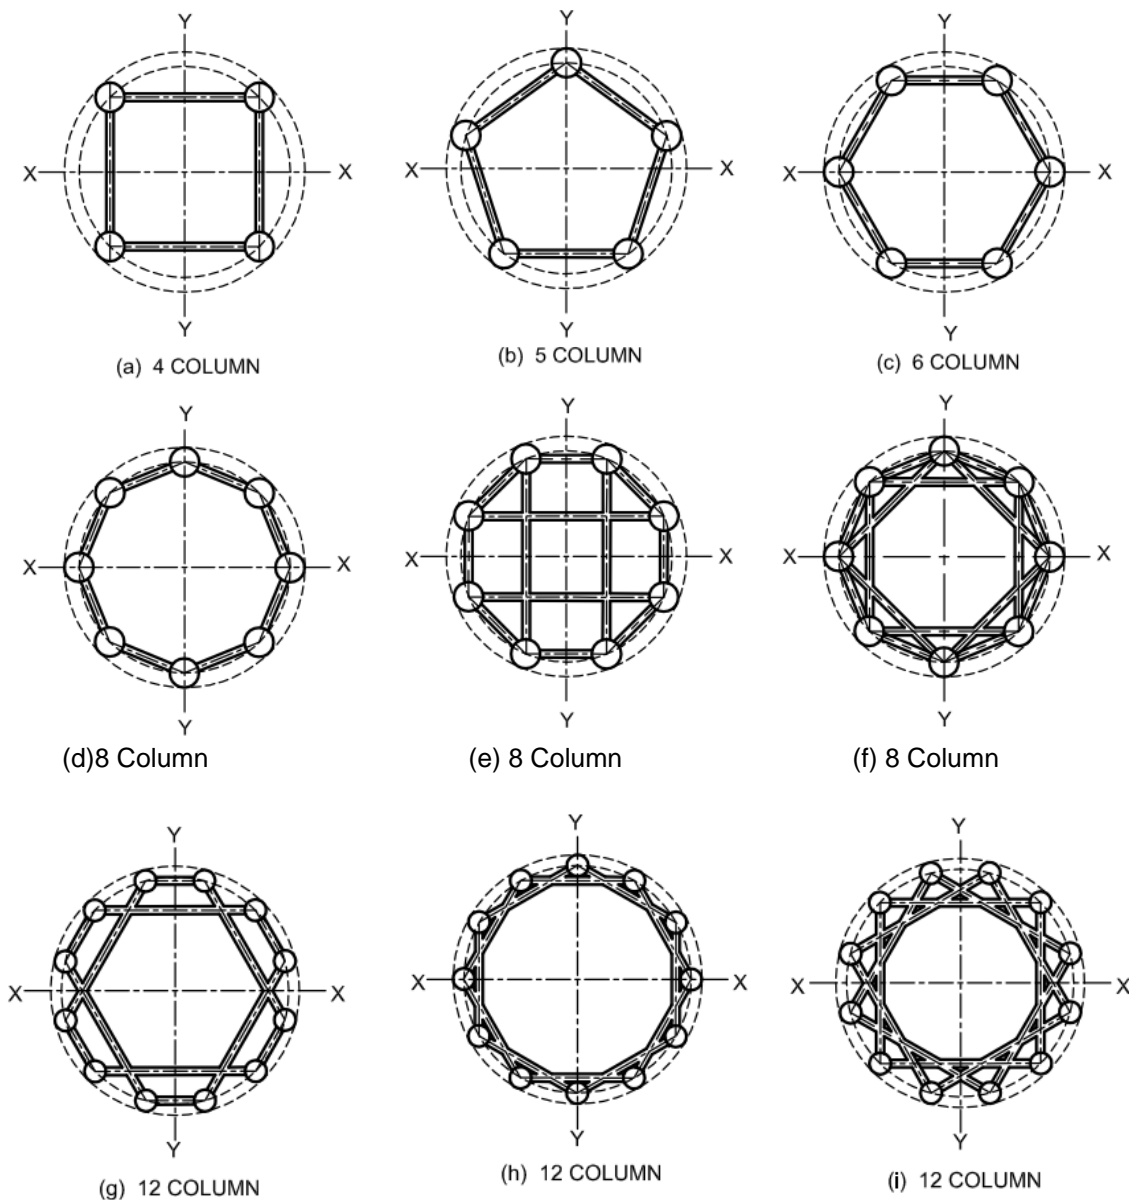 Y
X X
Y
(a) 4 COLUMN
Y
X X
Y
(b) 5 COLUMN
Y
X X
Y
(c) 6 COLUMN
Y
X X
Y
(d)8 Column
Y
X X
Y
(e) 8 Column
Y
X X
Y
(f) 8 Column
Y
X X
Y
(g) 12 COLUMN
Y
X X
Y
(h) 12 COLUMN
Y
X X
Y
(i) 12 COLUMN